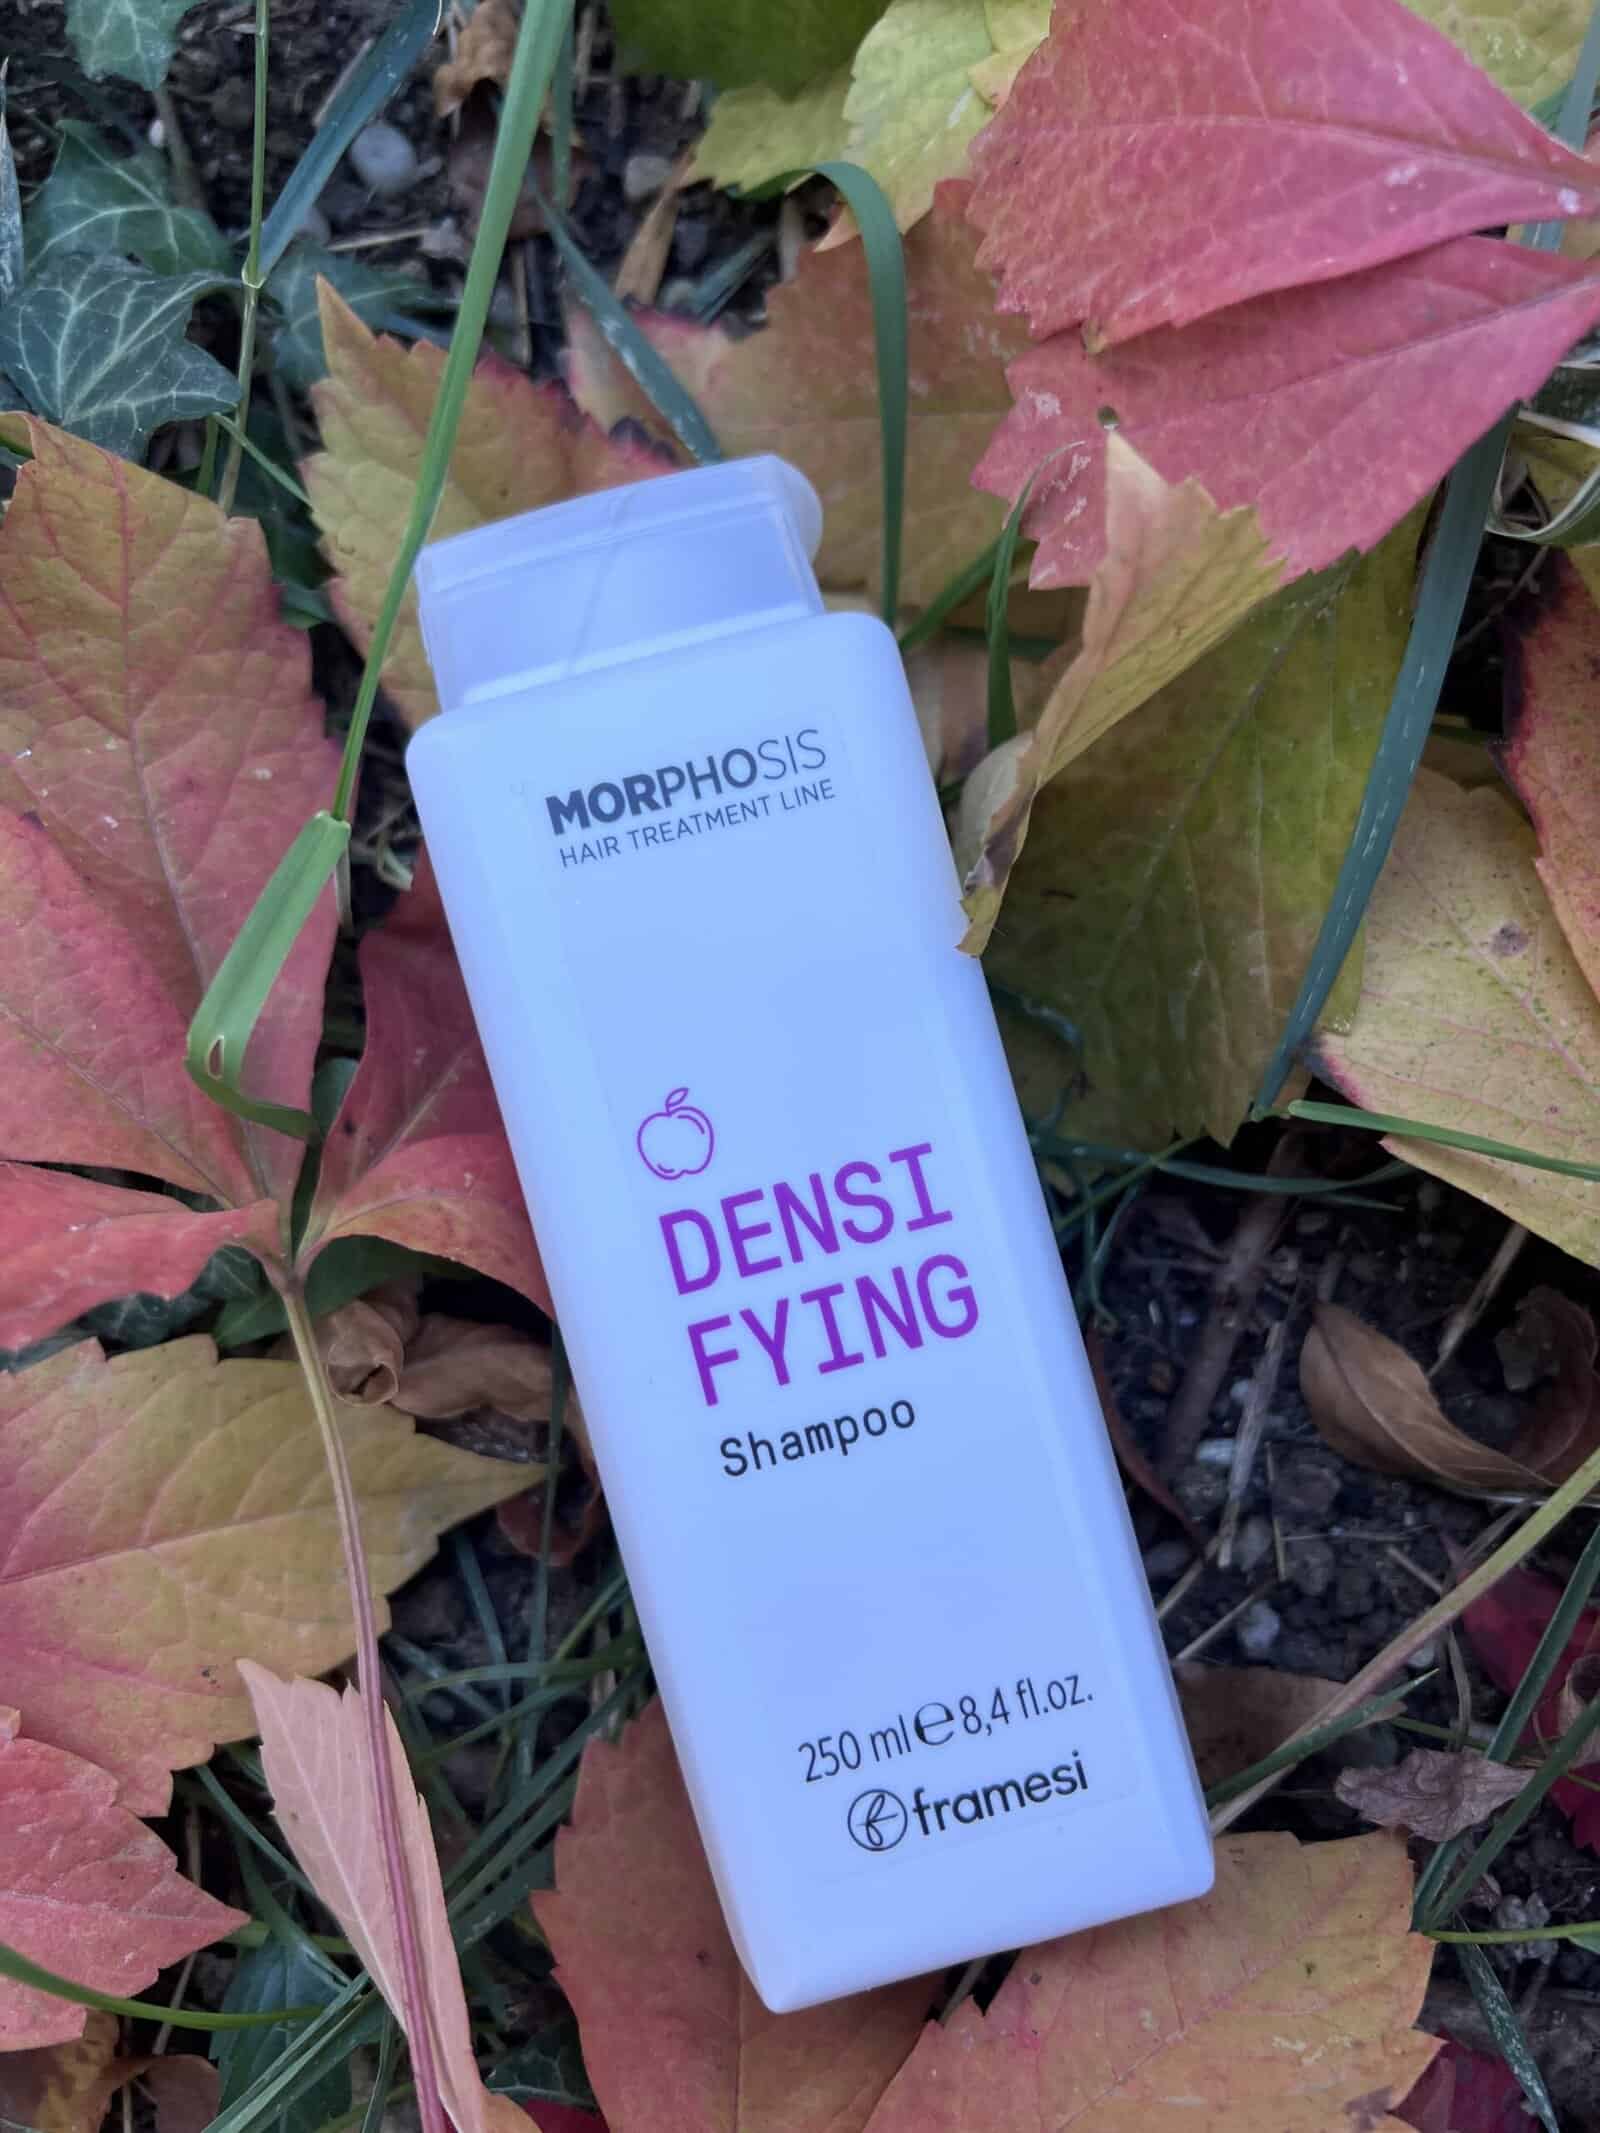 MORPHOSIS
HAIR TREATMENT LINE
DENSI
FYING
Shampoo
250 ml ℮ 8,4 fl.oz.
framesi